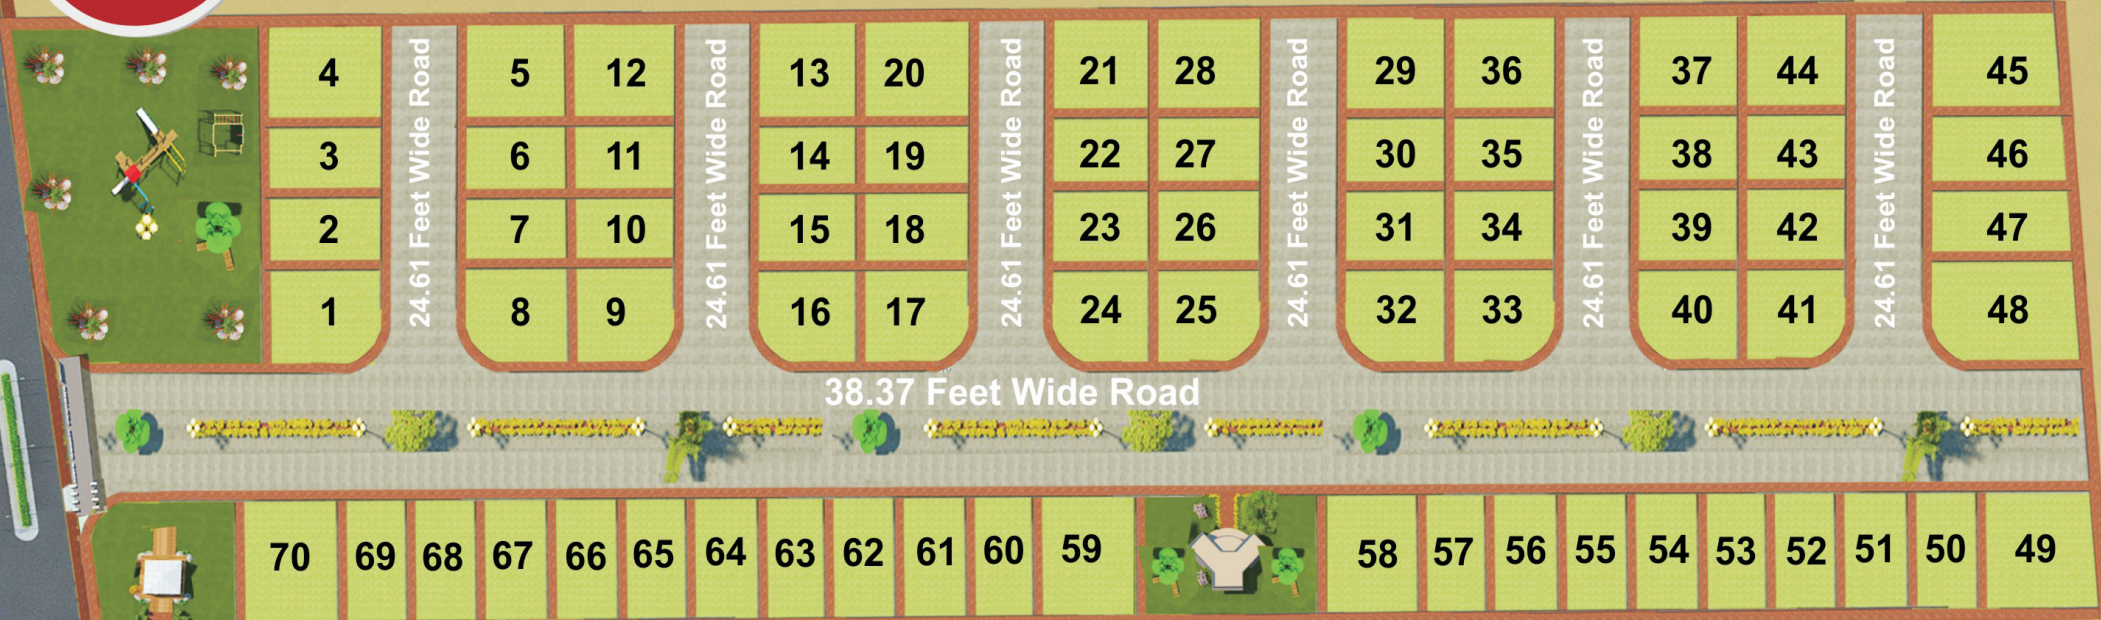 4 5 12 13 20 21 28 29 36 37 44 45
3 6 11 14 19 22 27 30 35 38 43 46
2 7 10 15 18 23 26 31 34 39 42 47
1 8 9 16 17 24 25 32 33 40 41 48
24.61 Feet Wide Road
24.61 Feet Wide Road
24.61 Feet Wide Road
24.61 Feet Wide Road
24.61 Feet Wide Road
24.61 Feet Wide Road
38.37 Feet Wide Road
70 69 68 67 66 65 64 63 62 61 60 59 58 57 56 55 54 53 52 51 50 49